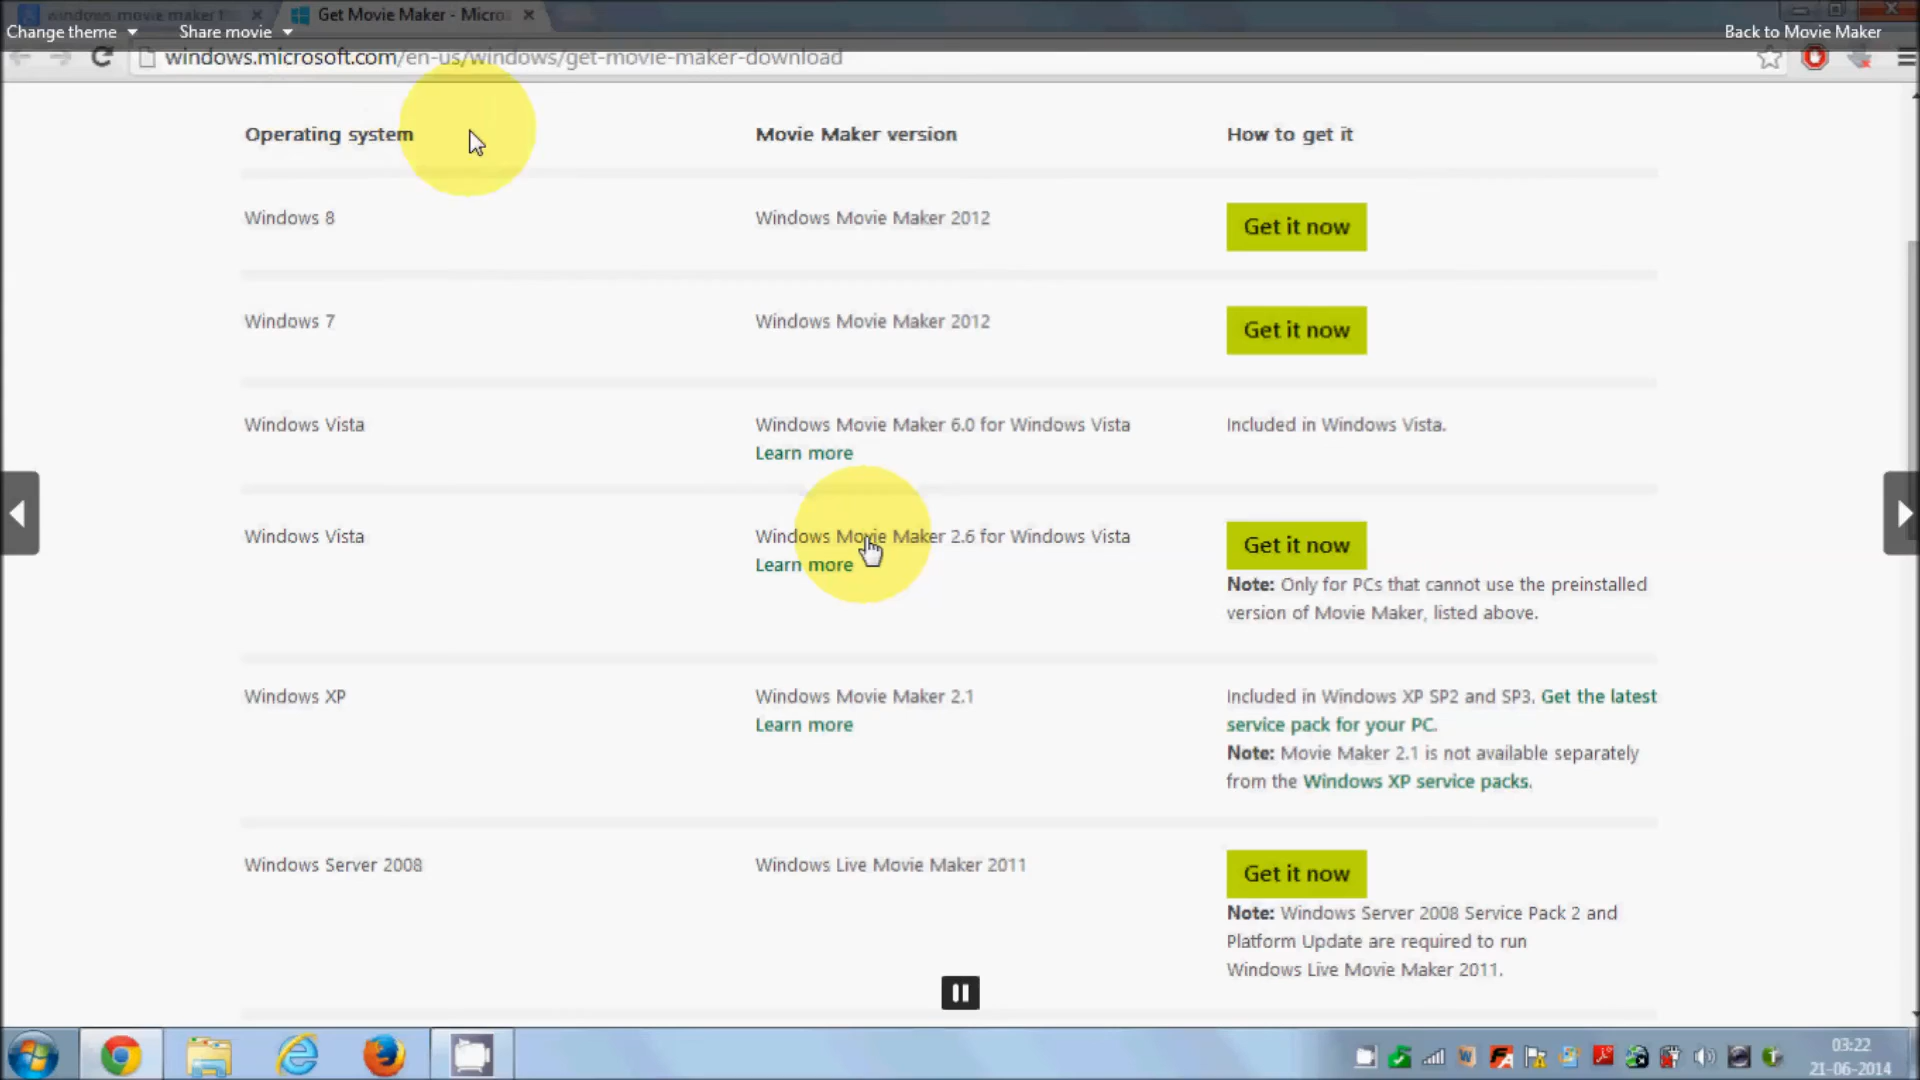 windows movie maker
Get Movie Maker - Micro
Change theme
Share movie
Back to Movie Maker
windows.microsoft.com/en-us/windows/get-movie-maker-download
Operating system
Movie Maker version
How to get it
Windows 8
Windows Movie Maker 2012
Get it now
Windows 7
Windows Movie Maker 2012
Get it now
Windows Vista
Windows Movie Maker 6.0 for Windows Vista
Learn more
Included in Windows Vista.
Windows Vista
Windows Movie Maker 2.6 for Windows Vista
Learn more
Get it now
Note: Only for PCs that cannot use the preinstalled
version of Movie Maker, listed above.
Windows XP
Windows Movie Maker 2.1
Learn more
Included in Windows XP SP2 and SP3. Get the latest
service pack for your PC.
Note: Movie Maker 2.1 is not available separately
from the Windows XP service packs.
Windows Server 2008
Windows Live Movie Maker 2011
Get it now
Note: Windows Server 2008 Service Pack 2 and
Platform Update are required to run
Windows Live Movie Maker 2011.
03:22
21-06-2014